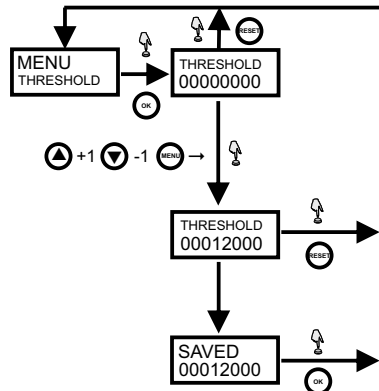 RESET
MENU
THRESHOLD
THRESHOLD
00000000
OK
+1 -1 MENU →
THRESHOLD
00012000
RESET
SAVED
00012000
OK